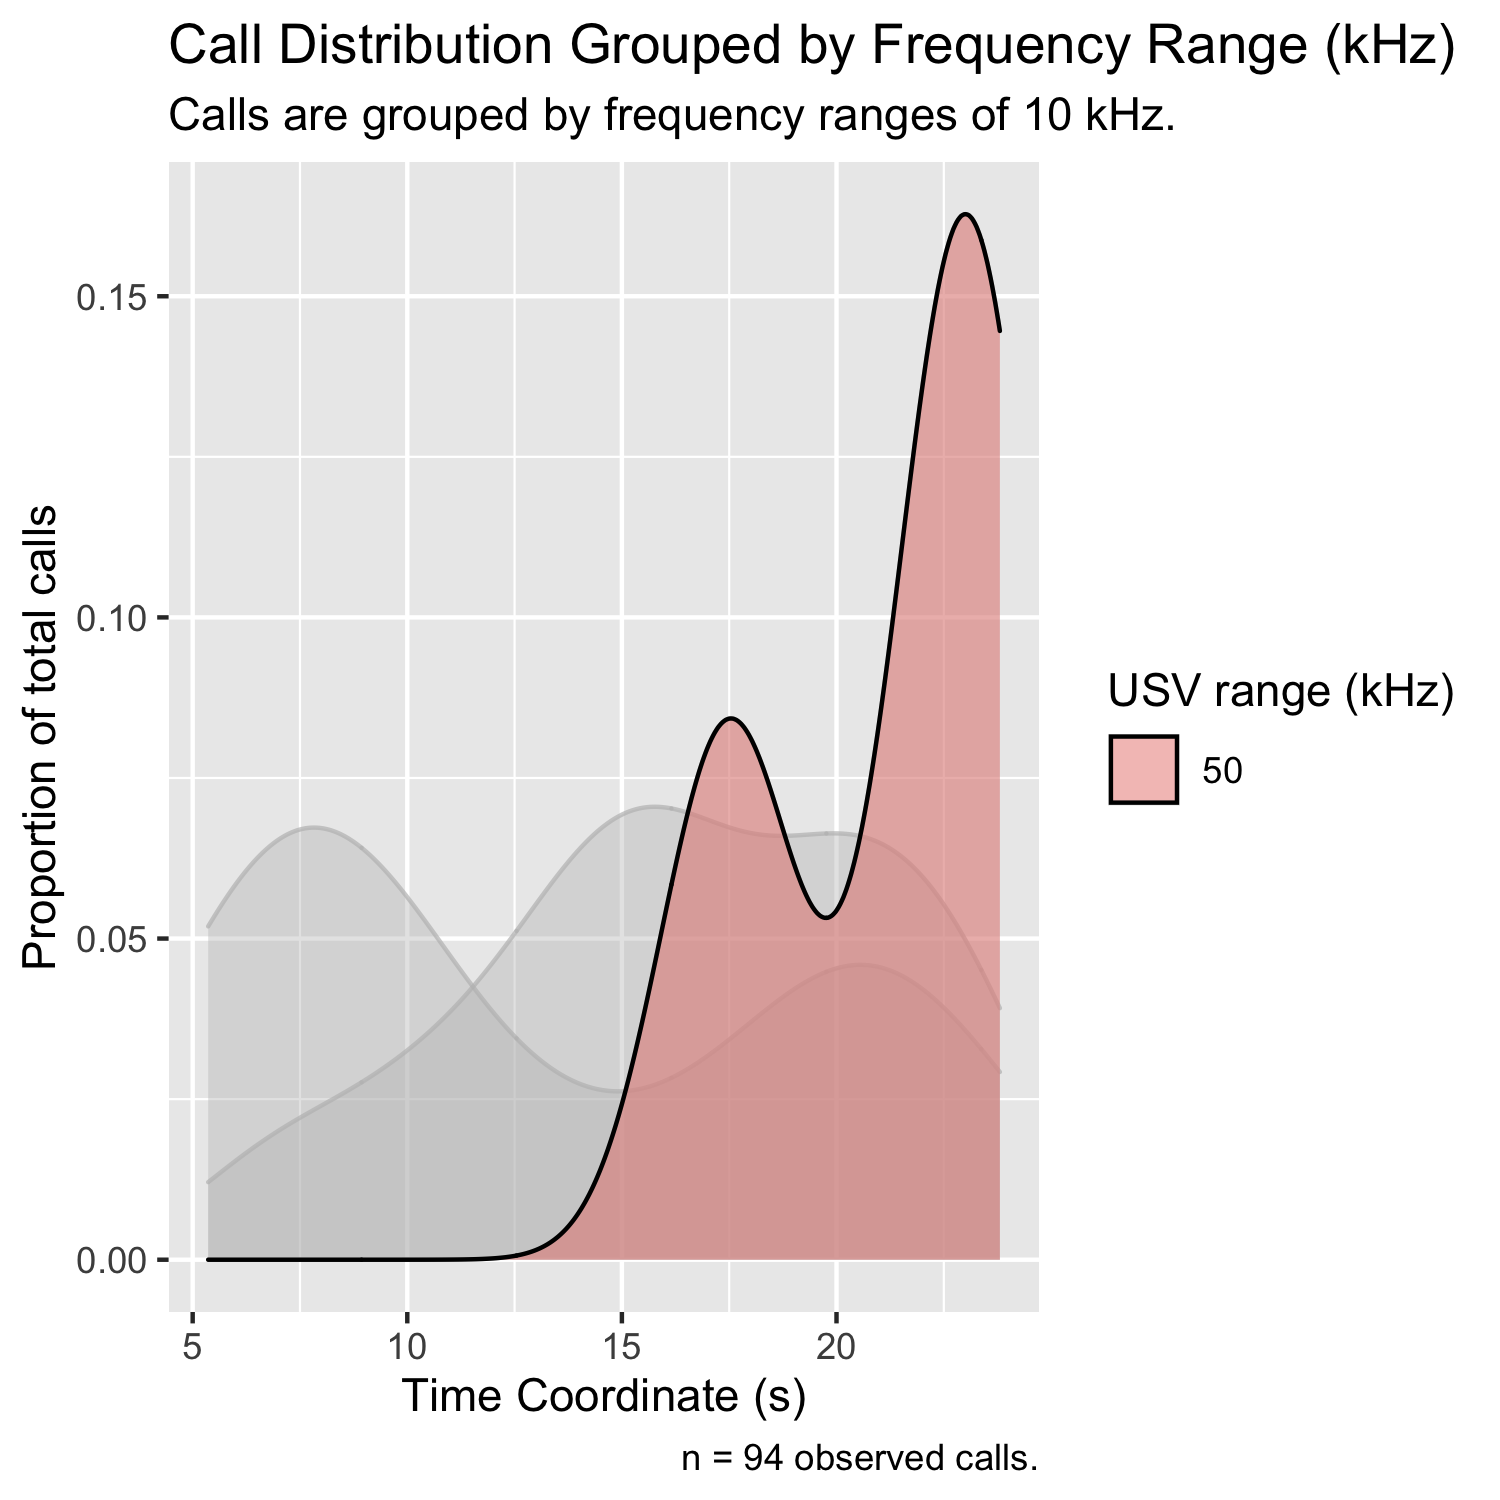 Call Distribution Grouped by Frequency Range (kHz)
Calls are grouped by frequency ranges of 10 kHz.
Proportion of total calls
0.15
0.10
0.05
0.00
5 10 15 20
Time Coordinate (s)
USV range (kHz)
50
n = 94 observed calls.